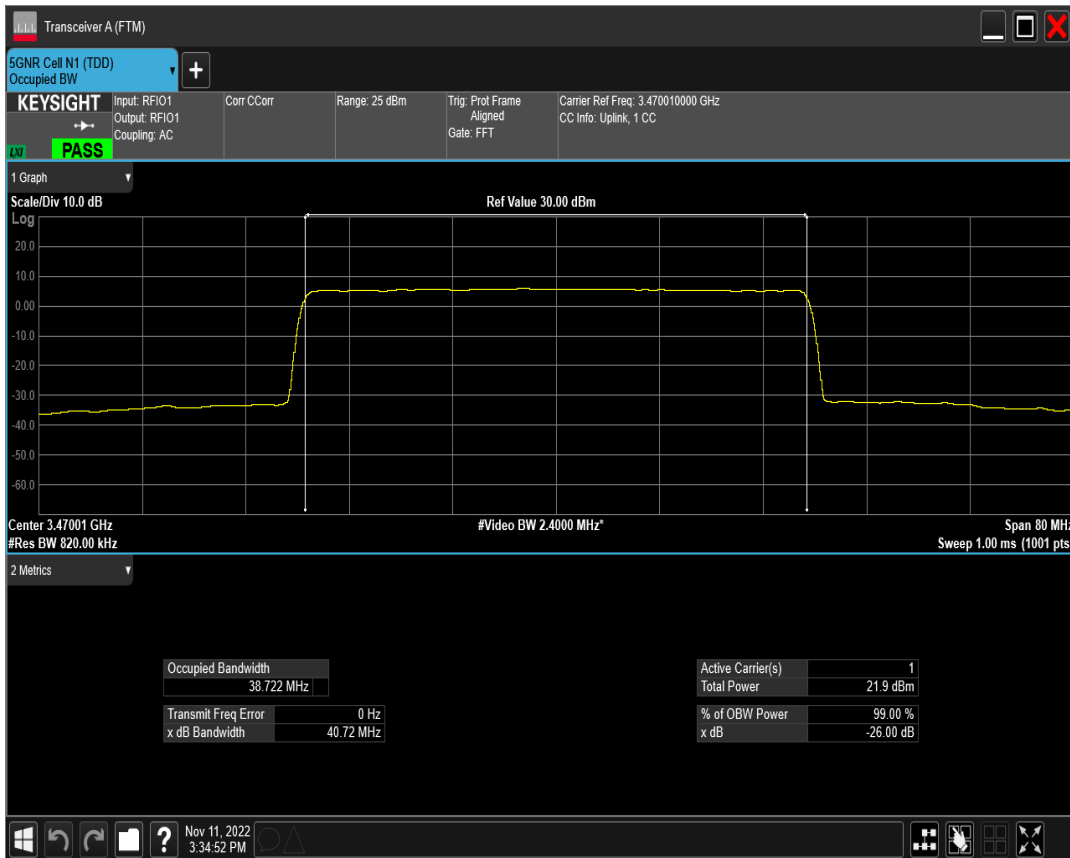 Transceiver A (FTM)
5GNR Cell N1 (TDD)
Occupied BW
+
KEYSIGHT
LXI
PASS
Input: RFIO1
Output: RFIO1
Coupling: AC
Corr CCorr
Range: 25 dBm
Trig: Prot Frame
Aligned
Gate: FFT
Carrier Ref Freq: 3.470010000 GHz
CC Info: Uplink, 1 CC
1 Graph
Scale/Div 10.0 dB
Ref Value 30.00 dBm
Log
20.0
10.0
0.00
-10.0
-20.0
-30.0
-40.0
-50.0
-60.0
Center 3.47001 GHz
#Video BW 2.4000 MHz*
Span 80 MHz
#Res BW 820.00 kHz
Sweep 1.00 ms (1001 pts
2 Metrics
Occupied Bandwidth
38.722 MHz
Transmit Freq Error 0 Hz
x dB Bandwidth 40.72 MHz
Active Carrier(s) 1
Total Power 21.9 dBm
% of OBW Power 99.00 %
x dB -26.00 dB
?
Nov 11, 2022
3:34:52 PM